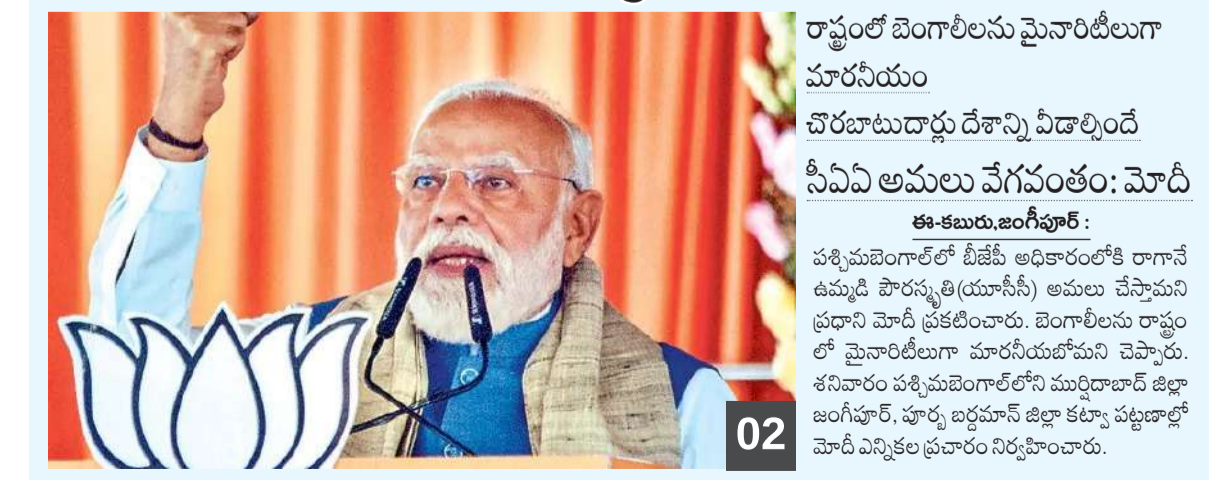 రాష్ట్రంలో బెంగాలీలను మైనారిటీలుగా
మారనీయం
చొరబాటుదార్లు దేశాన్ని వీడాల్సిందే
సీఏఏ అమలు వేగవంతం: మోదీ
ఈ-కబురు,జంగీపూర్ :
పశ్చిమబెంగాల్‌లో బీజేపీ అధికారంలోకి రాగానే
ఉమ్మడి పౌరస్మృతి(యూసీసీ) అమలు చేస్తామని
ప్రధాని మోదీ ప్రకటించారు. బెంగాలీలను రాష్ట్రం
లో మైనారిటీలుగా మారనీయబోమని చెప్పారు.
శనివారం పశ్చిమబెంగాల్‌లోని ముర్షిదాబాద్ జిల్లా
జంగీపూర్, పూర్బ బర్దమాన్ జిల్లా కట్వా పట్టణాల్లో
మోదీ ఎన్నికల ప్రచారం నిర్వహించారు.
02